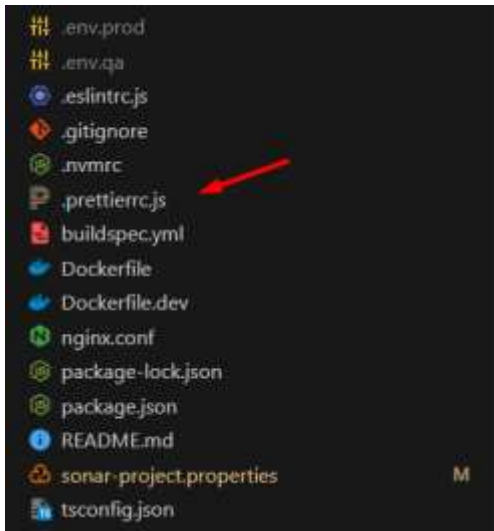 .env.prod
.env.qa
.eslintrc.js
.gitignore
.nvmrc
.prettierrc.js
buildspec.yml
Dockerfile
Dockerfile.dev
nginx.conf
package-lock.json
package.json
README.md
sonar-project.properties M
tsconfig.json